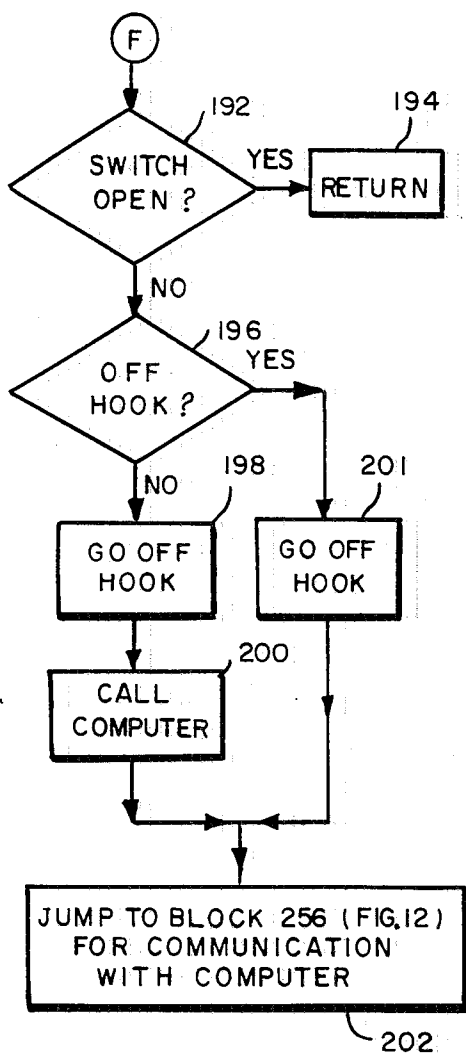 F
192
SWITCH
OPEN ?
YES
194
RETURN
NO
196
OFF
HOOK ?
YES
NO
198
GO OFF
HOOK
201
GO OFF
HOOK
200
CALL
COMPUTER
JUMP TO BLOCK 256 (FIG.12)
FOR COMMUNICATION
WITH COMPUTER
202